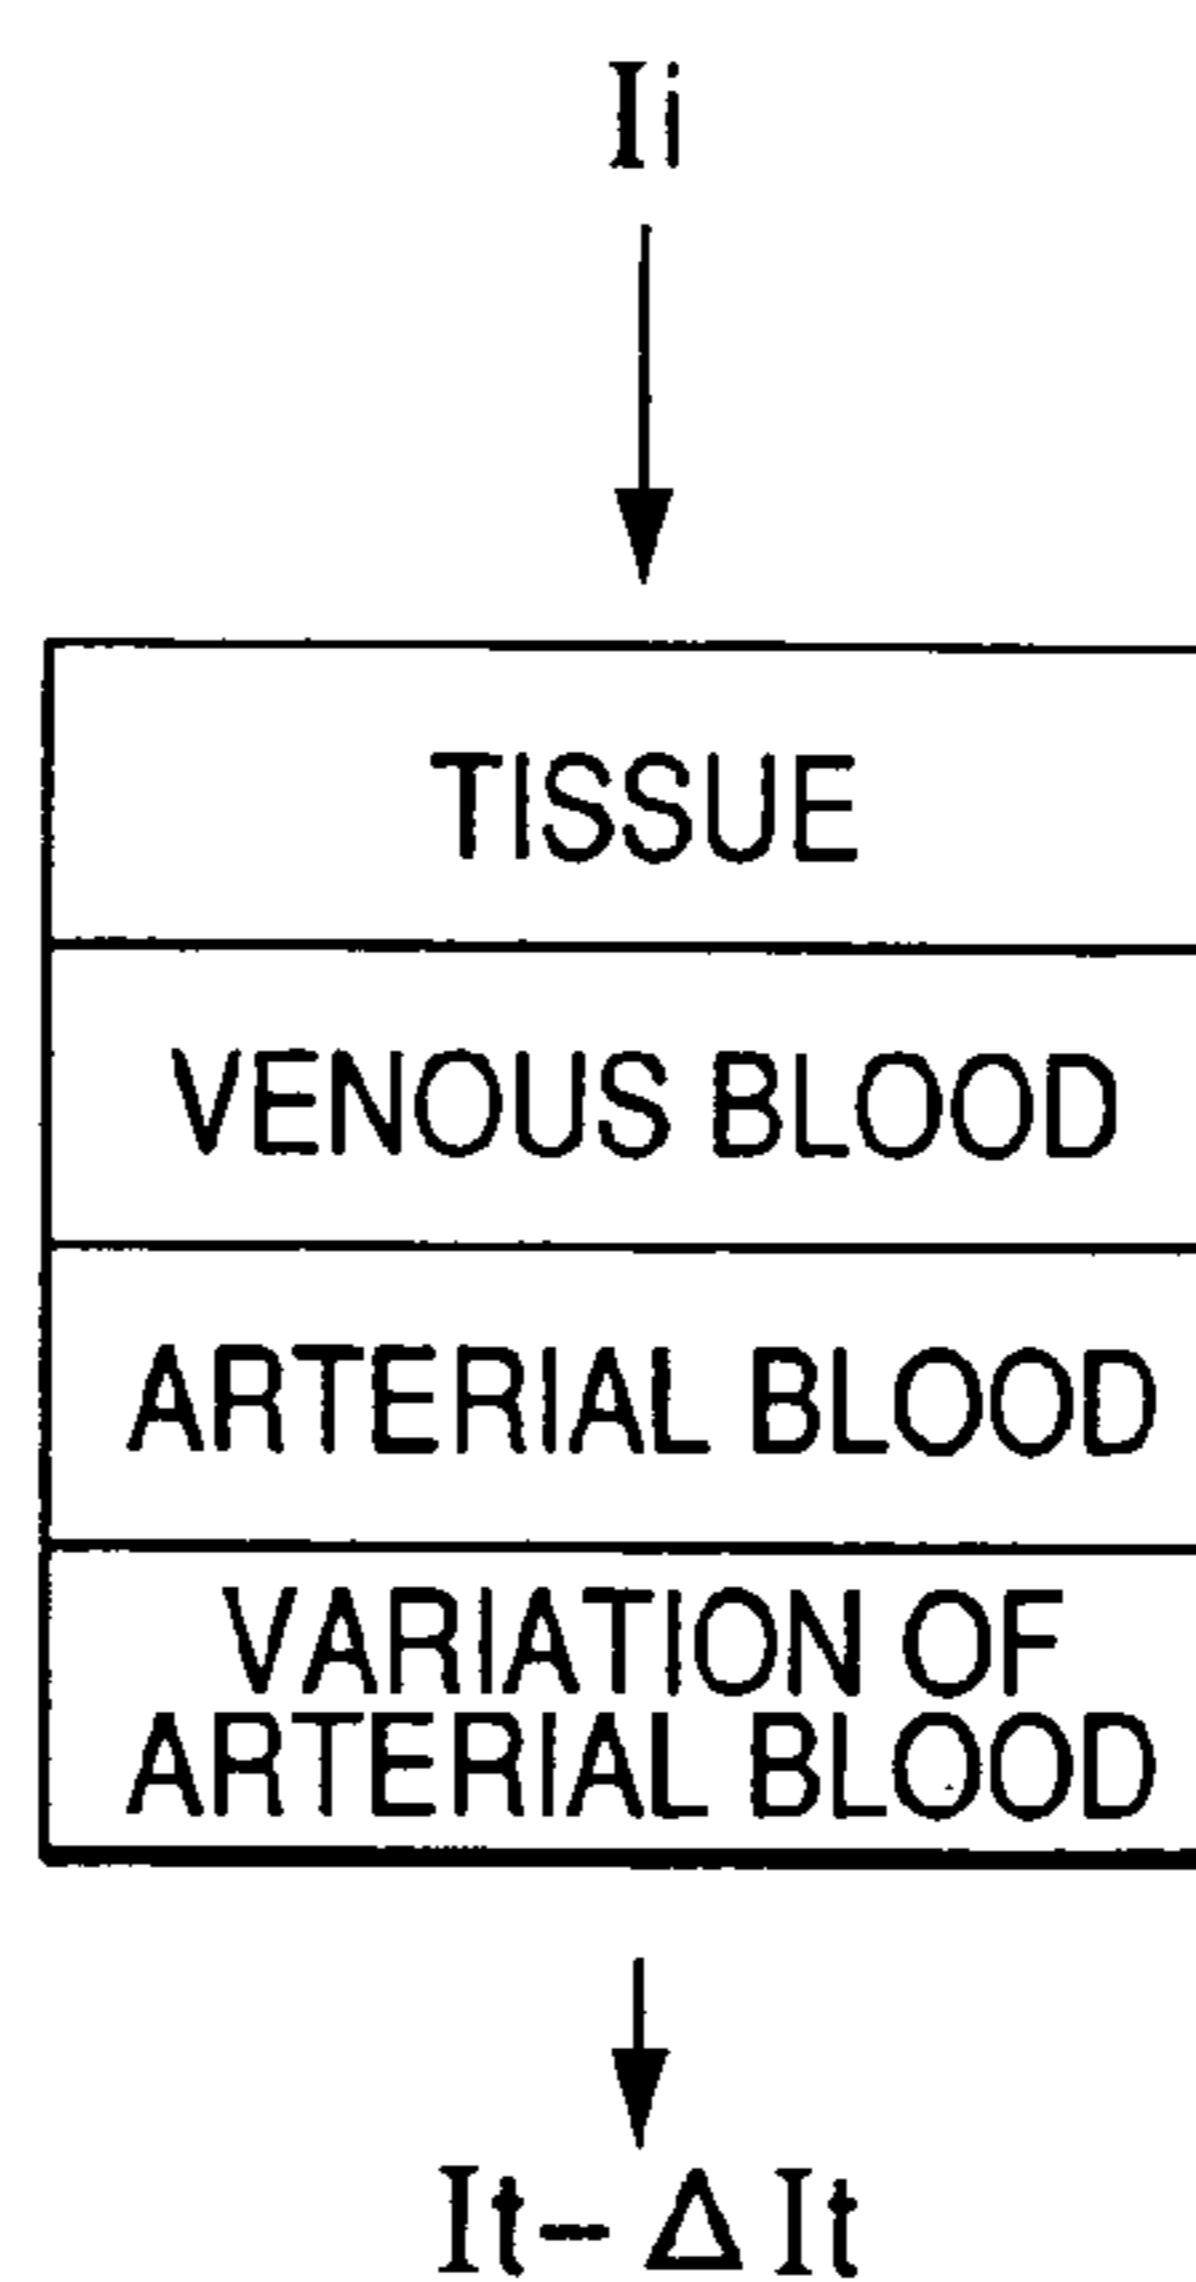 Ii
TISSUE
VENOUS BLOOD
ARTERIAL BLOOD
VARIATION OF
ARTERIAL BLOOD
It-ΔIt